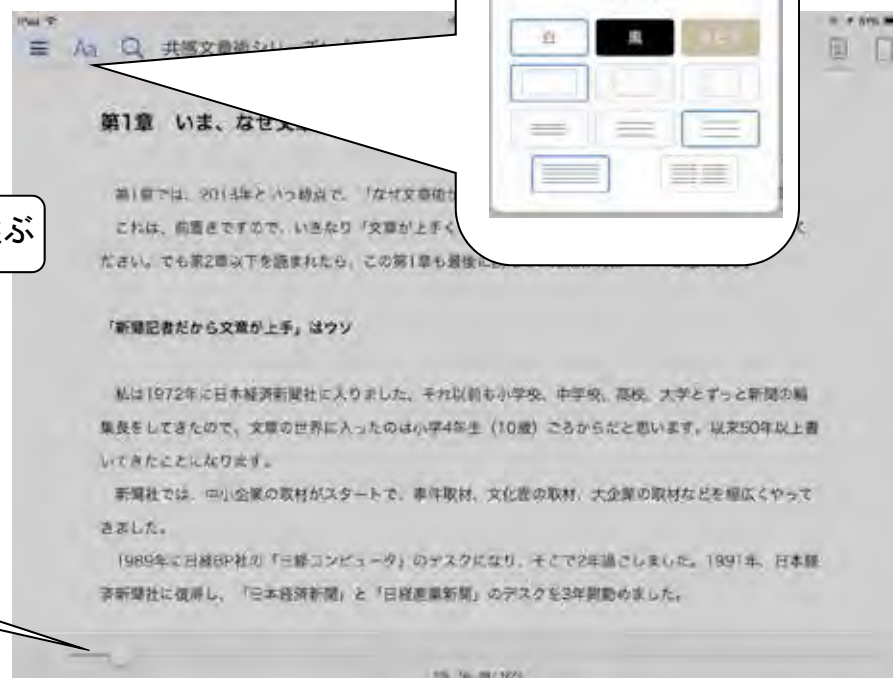 iPad
Aa 共感文章術シリーズ
白 黒
第1章 いま、なぜ文
第1章では、2013年という時点で、「なぜ文章術が
ぶ
これは、前置きですので、いきなり「文章が上手く
ださい。でも第2章以下を読まれたら、この第1章も最後に
「新聞記者だから文章が上手」はウソ
私は1972年に日本経済新聞社に入りました。それ以前も小学校、中学校、高校、大学とずっと新聞の編
集長をしてきたので、文章の世界に入ったのは小学4年生(10歳)ごろからだと思います。以来50年以上書
いてきたことになります。
新聞社では、中小企業の取材がスタートで、事件取材、文化面の取材、大企業の取材などを幅広くやって
きました。
1989年に日経BP社の「日経コンピュータ」のデスクになり、そこで2年過ごしました。1991年、日本経
済新聞社に復帰し、「日本経済新聞」と「日経産業新聞」のデスクを3年間勤めました。